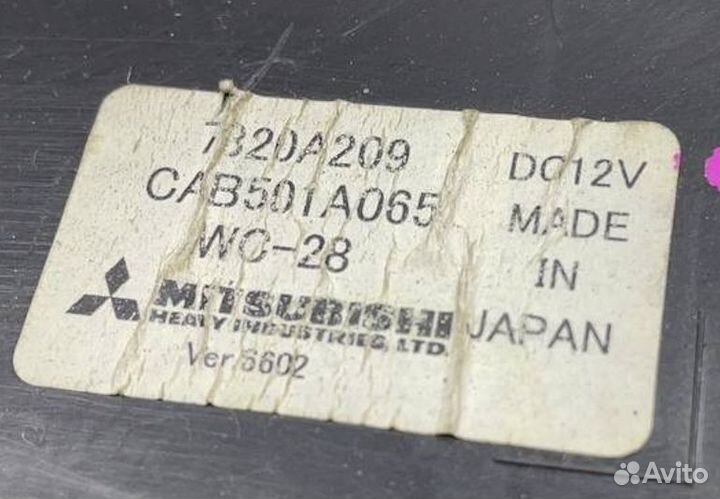 7820A209
CAB501A065
WC-28
MITSUBISHI
HEAVY INDUSTRIES, LTD.
Ver.6602
DC12V
MADE
IN
JAPAN
Avito